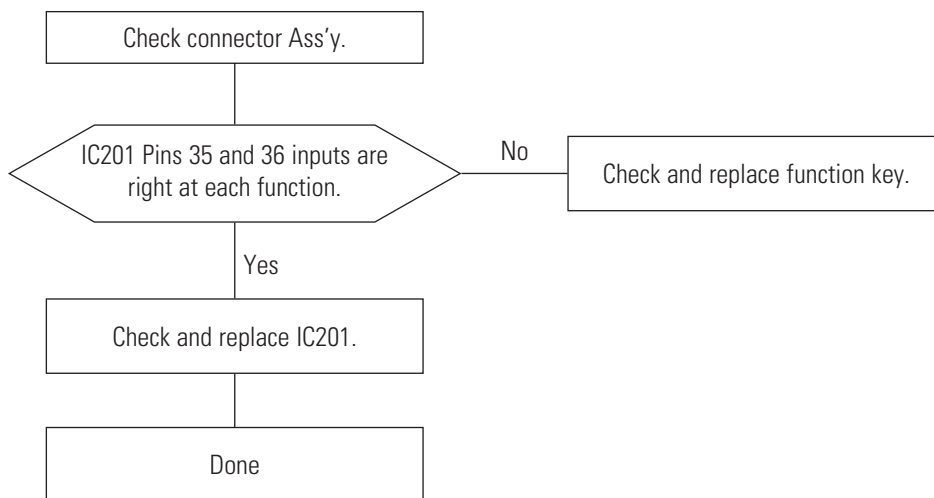 Check connector Ass’y.
IC201 Pins 35 and 36 inputs are
right at each function.
No
Check and replace function key.
Yes
Check and replace IC201.
Done